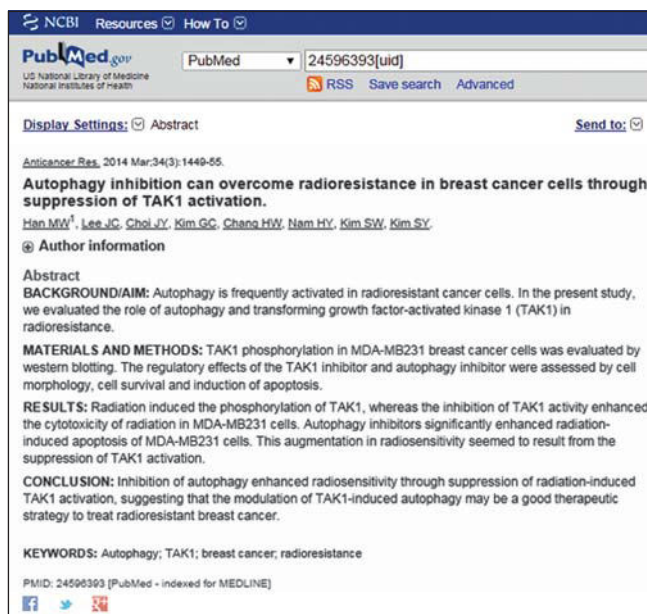 NCBI Resources How To
PubMed.gov
US National Library of Medicine
National Institutes of Health
PubMed
24596393[uid]
RSS Save search Advanced
Display Settings: Abstract
Send to:
Anticancer Res. 2014 Mar;34(3):1449-55.
Autophagy inhibition can overcome radioresistance in breast cancer cells through
suppression of TAK1 activation.
Han MW1, Lee JC, Choi JY, Kim GC, Chang HW, Nam HY, Kim SW, Kim SY.
Author information
Abstract
BACKGROUND/AIM: Autophagy is frequently activated in radioresistant cancer cells. In the present study,
we evaluated the role of autophagy and transforming growth factor-activated kinase 1 (TAK1) in
radioresistance.
MATERIALS AND METHODS: TAK1 phosphorylation in MDA-MB231 breast cancer cells was evaluated by
western blotting. The regulatory effects of the TAK1 inhibitor and autophagy inhibitor were assessed by cell
morphology, cell survival and induction of apoptosis.
RESULTS: Radiation induced the phosphorylation of TAK1, whereas the inhibition of TAK1 activity enhanced
the cytotoxicity of radiation in MDA-MB231 cells. Autophagy inhibitors significantly enhanced radiation-
induced apoptosis of MDA-MB231 cells. This augmentation in radiosensitivity seemed to result from the
suppression of TAK1 activation.
CONCLUSION: Inhibition of autophagy enhanced radiosensitivity through suppression of radiation-induced
TAK1 activation, suggesting that the modulation of TAK1-induced autophagy may be a good therapeutic
strategy to treat radioresistant breast cancer.
KEYWORDS: Autophagy; TAK1; breast cancer; radioresistance
PMID: 24596393 [PubMed - indexed for MEDLINE]